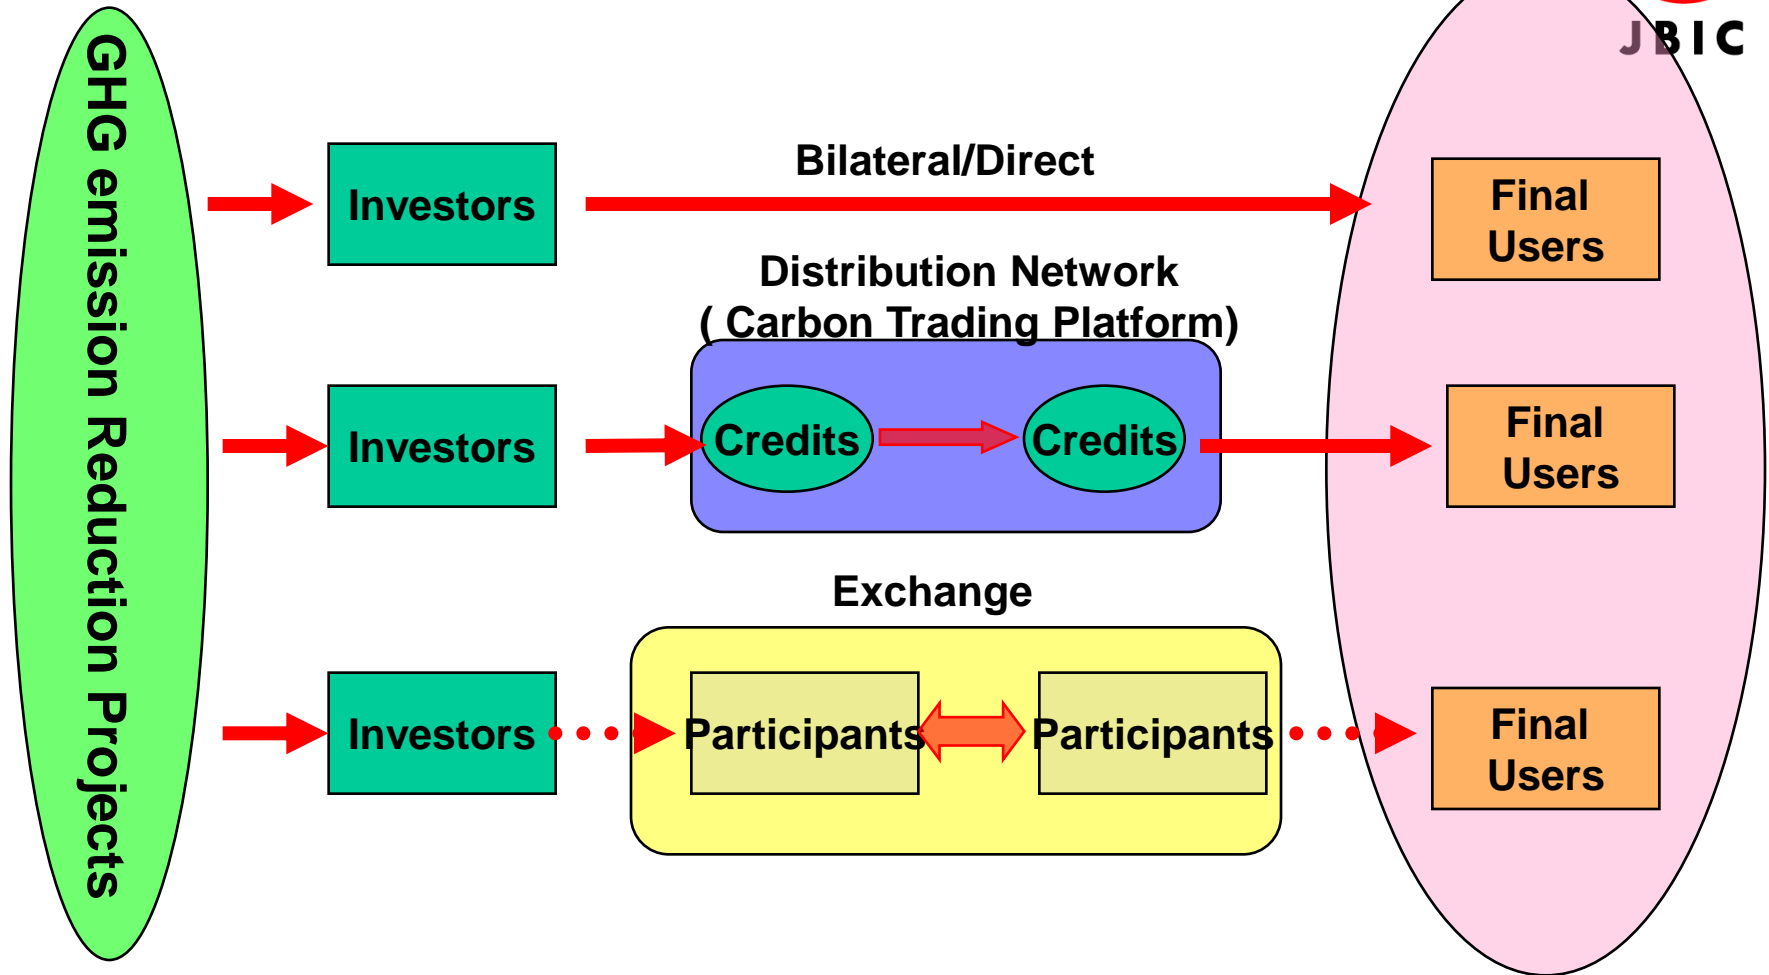 JBIC
GHG emission Reduction Projects
Bilateral/Direct
Investors
Final
Users
Distribution Network
( Carbon Trading Platform)
Investors
Credits
Credits
Final
Users
Exchange
Investors
Participants
Participants
Final
Users